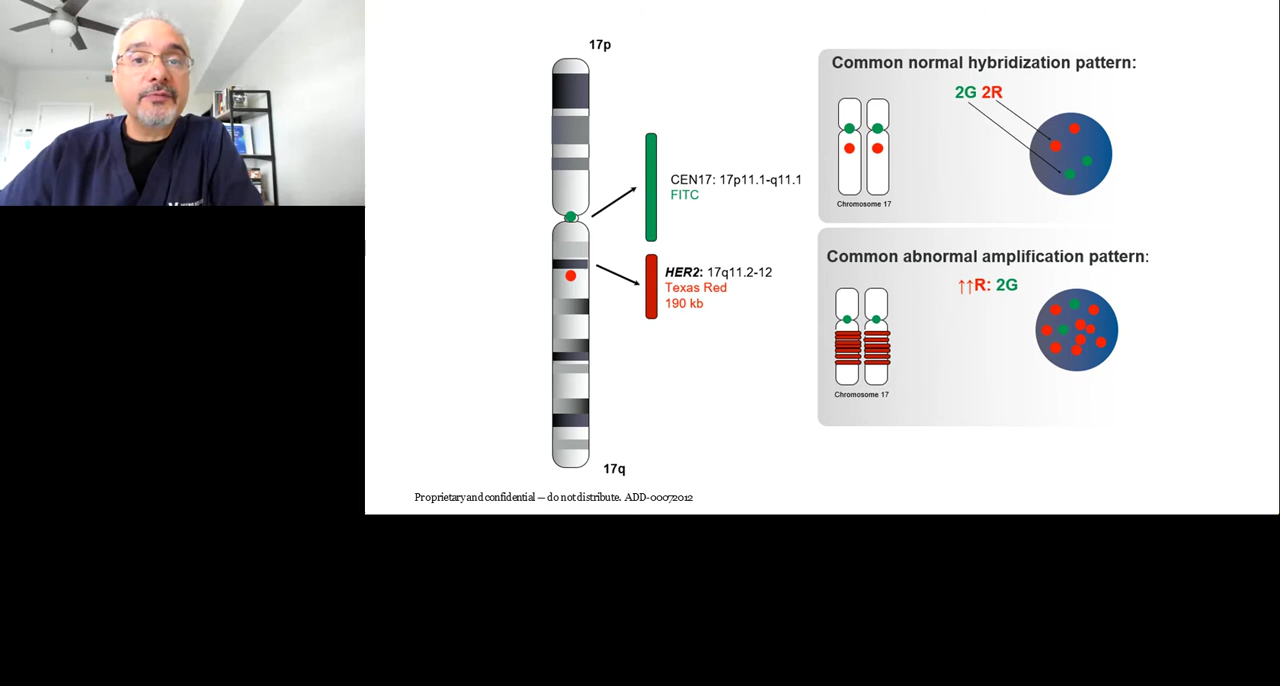 17p
CEN17: 17p11.1-q11.1
FITC
HER2: 17q11.2-12
Texas Red
190 kb
17q
Proprietary and confidential — do not distribute. ADD-00072012
Common normal hybridization pattern:
2G 2R
Chromosome 17
Common abnormal amplification pattern:
↑↑R: 2G
Chromosome 17